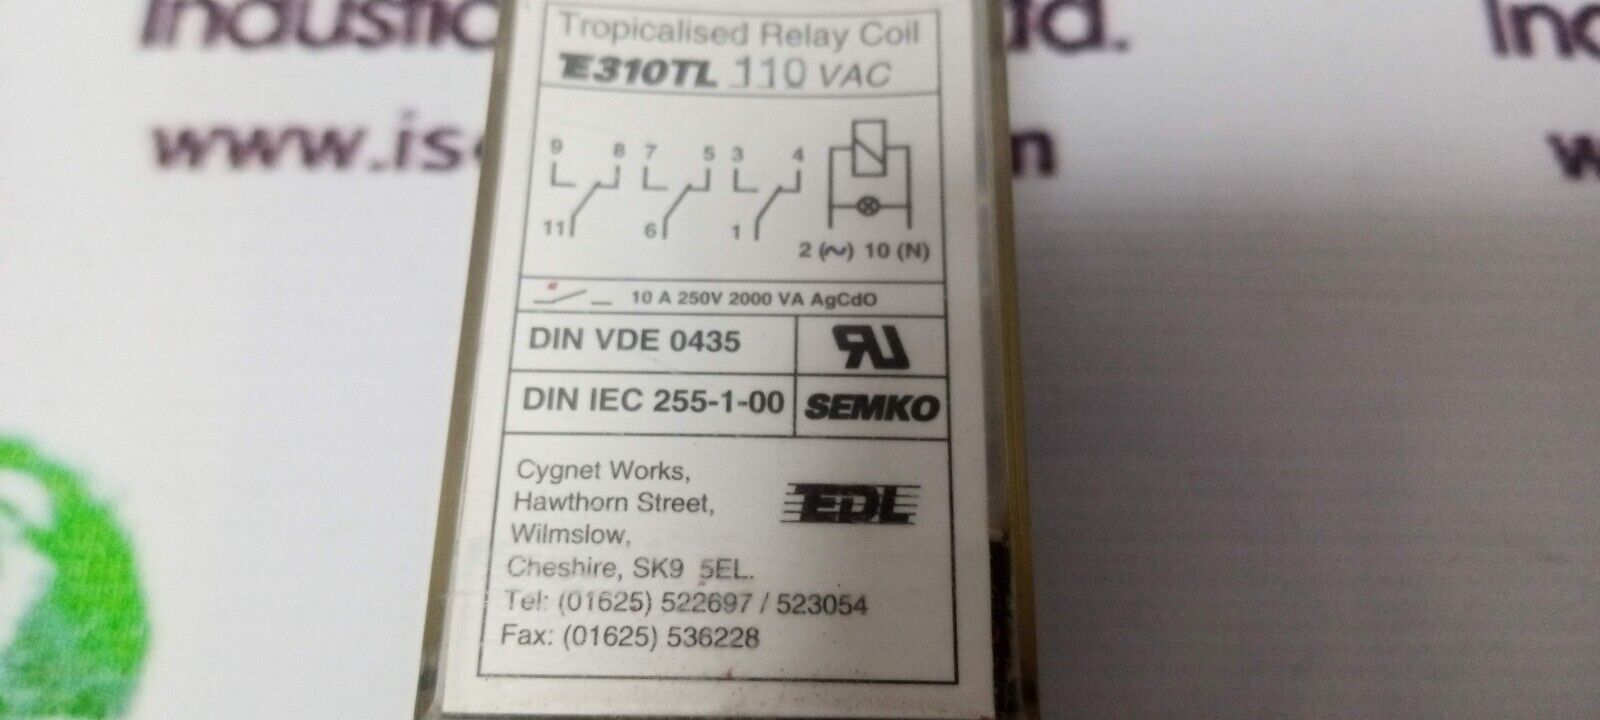 Tropicalised Relay Coil
E310TL 110 VAC
9 8 7 5 3 4
11 6 1
2 (~) 10 (N)
10 A 250V 2000 VA AgCdO
DIN VDE 0435
DIN IEC 255-1-00 SEMKO
Cygnet Works,
Hawthorn Street,
Wilmslow,
Cheshire, SK9 5EL.
Tel: (01625) 522697 / 523054
Fax: (01625) 536228
EDL
td.
www.is